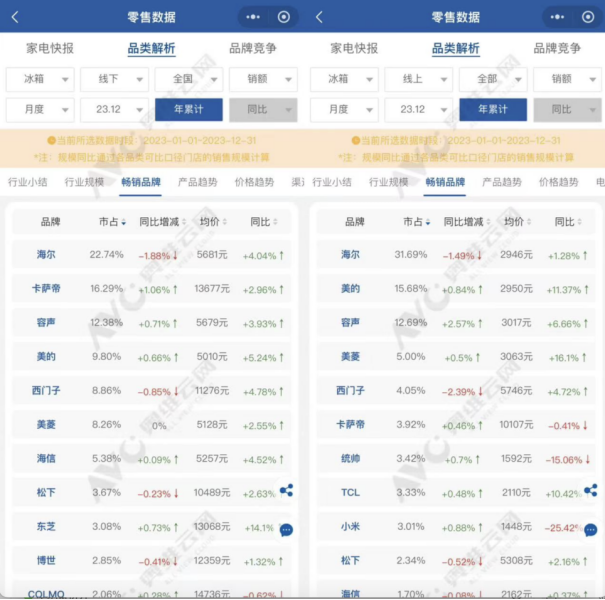 零售数据
家电快报 品类解析 品牌竞争
冰箱 线下 全国 销额
月度 23.12 年累计 同比
当前所选数据时段：2023-01-01-2023-12-31
*注：规模同比通过各品类可比口径门店的销售规模计算
行业小结 行业规模 畅销品牌 产品趋势 价格趋势 渠道
品牌 市占 同比增减 均价 同比
海尔 22.74% -1.88%↓ 5681元 +4.04%↑
卡萨帝 16.29% +1.06%↑ 13677元 +2.96%↑
容声 12.38% +0.71%↑ 5679元 +3.93%↑
美的 9.80% +0.66%↑ 5010元 +5.24%↑
西门子 8.86% -0.85%↓ 11276元 +4.78%↑
美菱 8.26% 0% 5128元 +2.55%↑
海信 5.38% +0.09%↑ 5257元 +4.52%↑
松下 3.67% -0.23%↓ 10489元 +2.63%
东芝 3.08% +0.73%↑ 13068元 +14.1%
博世 2.85% -0.41%↓ 12359元 +1.32%↑
COLMO 2.06% +0.28%↑ 14736元 -0.62%↓
零售数据
家电快报 品类解析 品牌竞争
冰箱 线上 全部 销额
月度 23.12 年累计 同比
当前所选数据时段：2023-01-01-2023-12-31
*注：规模同比通过各品类可比口径门店的销售规模计算
行业小结 行业规模 畅销品牌 产品趋势 价格趋势 电
品牌 市占 同比增减 均价 同比
海尔 31.69% -1.49%↓ 2946元 +1.28%↑
美的 15.68% +0.84%↑ 2950元 +11.37%↑
容声 12.69% +2.57%↑ 3017元 +6.66%↑
美菱 5.00% +0.5%↑ 3063元 +16.1%↑
西门子 4.05% -2.39%↓ 5746元 +4.72%↑
卡萨帝 3.92% +0.46%↑ 10107元 -0.41%↓
统帅 3.42% +0.7%↑ 1592元 -15.06%↓
TCL 3.33% +0.48%↑ 2110元 +10.42%
小米 3.01% +0.88%↑ 1448元 -25.42%
松下 2.34% -0.52%↓ 5308元 +2.16%↑
海信 1.70% -0.08%↓ 2162元 +0.37%↑